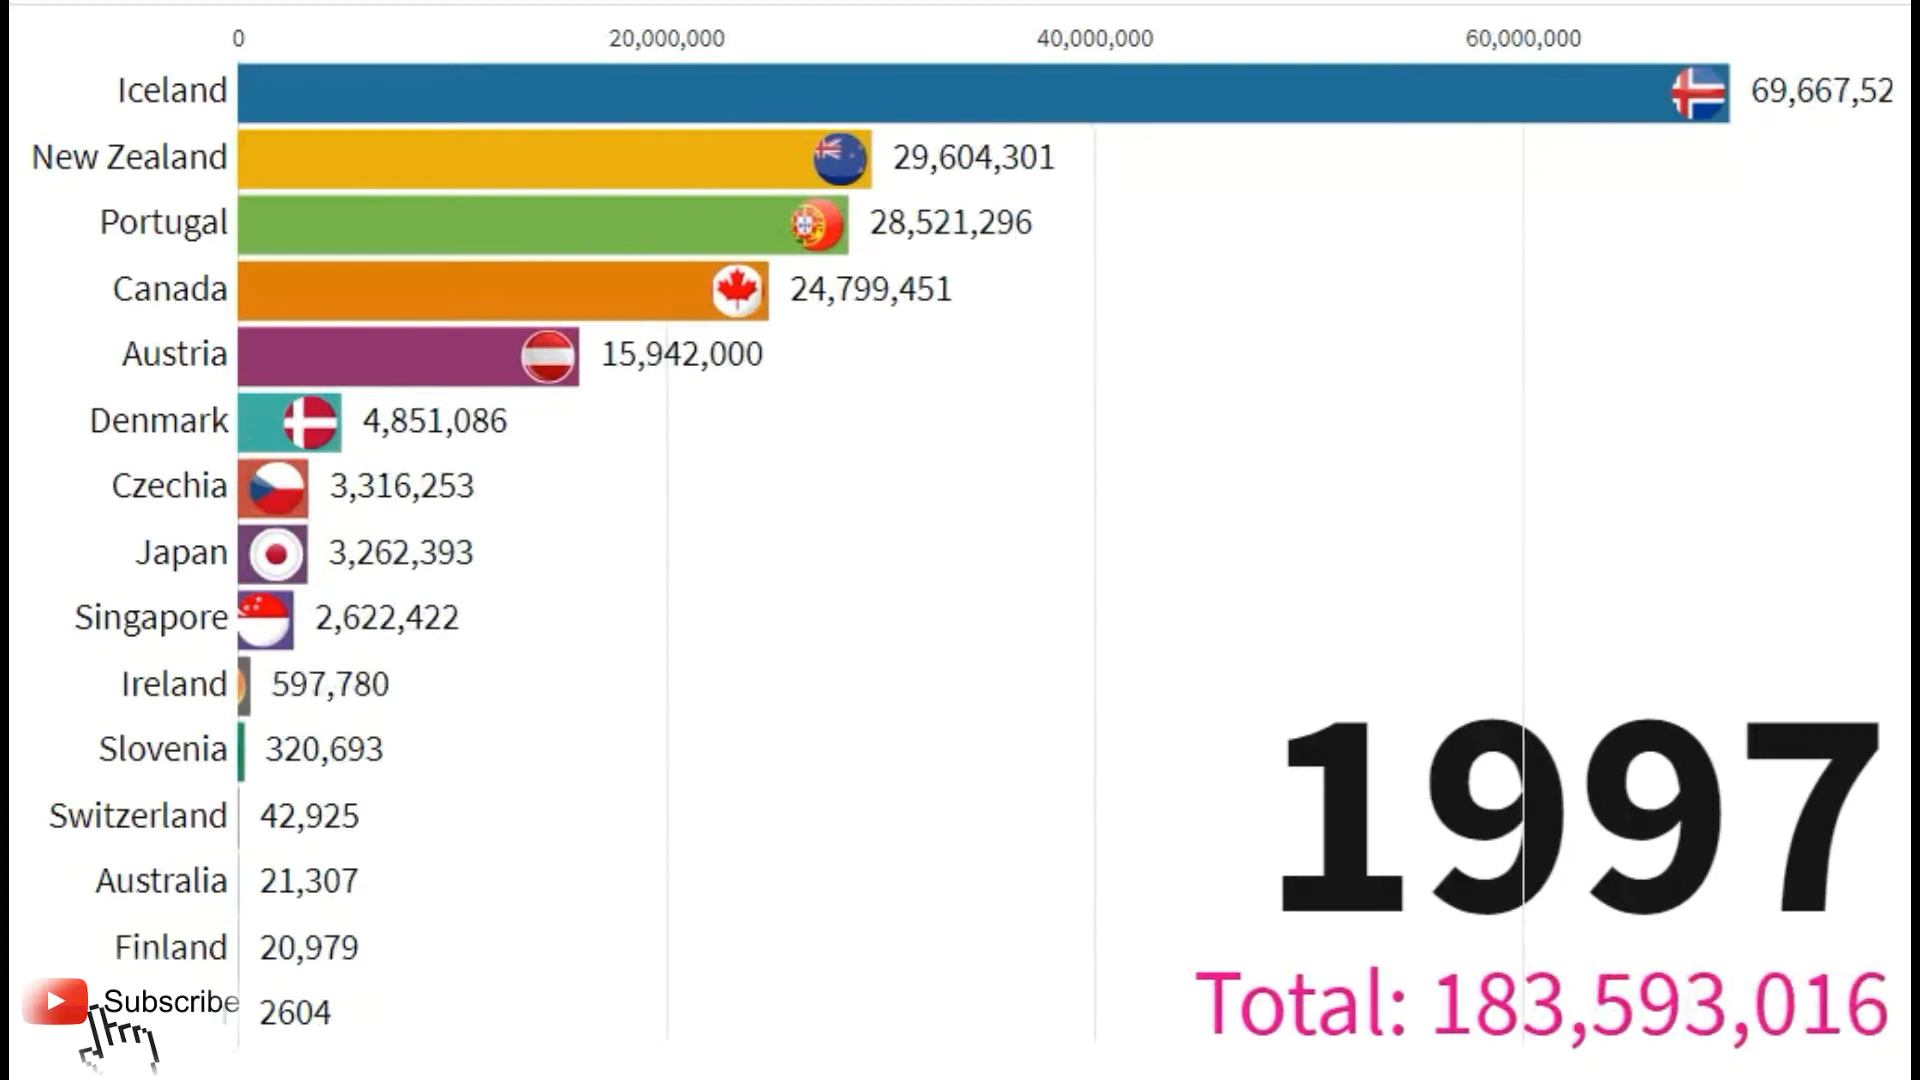 0 20,000,000 40,000,000 60,000,000
Iceland 69,667,52
New Zealand 29,604,301
Portugal 28,521,296
Canada 24,799,451
Austria 15,942,000
Denmark 4,851,086
Czechia 3,316,253
Japan 3,262,393
Singapore 2,622,422
Ireland 597,780
Slovenia 320,693
Switzerland 42,925
Australia 21,307
Finland 20,979
Subscribe 2604
1997
Total: 183,593,016